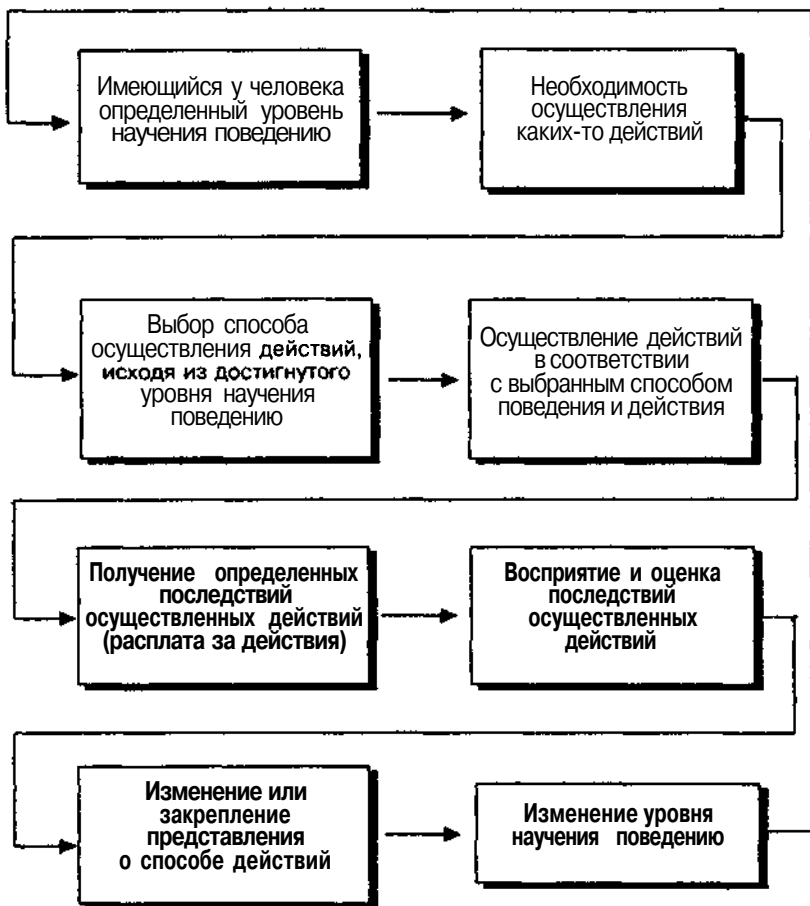 Имеющийся у человека
определенный уровень
научения поведению
Необходимость
осуществления
каких-то действий
Выбор способа
осуществления действий,
исходя из достигнутого
уровня научения
поведению
Осуществление действий
в соответствии
с выбранным способом
поведения и действия
Получение определенных
последствий
осуществленных действий
(расплата за действия)
Восприятие и оценка
последствий
осуществленных
действий
Изменение или
закрепление
представления
о способе действий
Изменение уровня
научения поведению